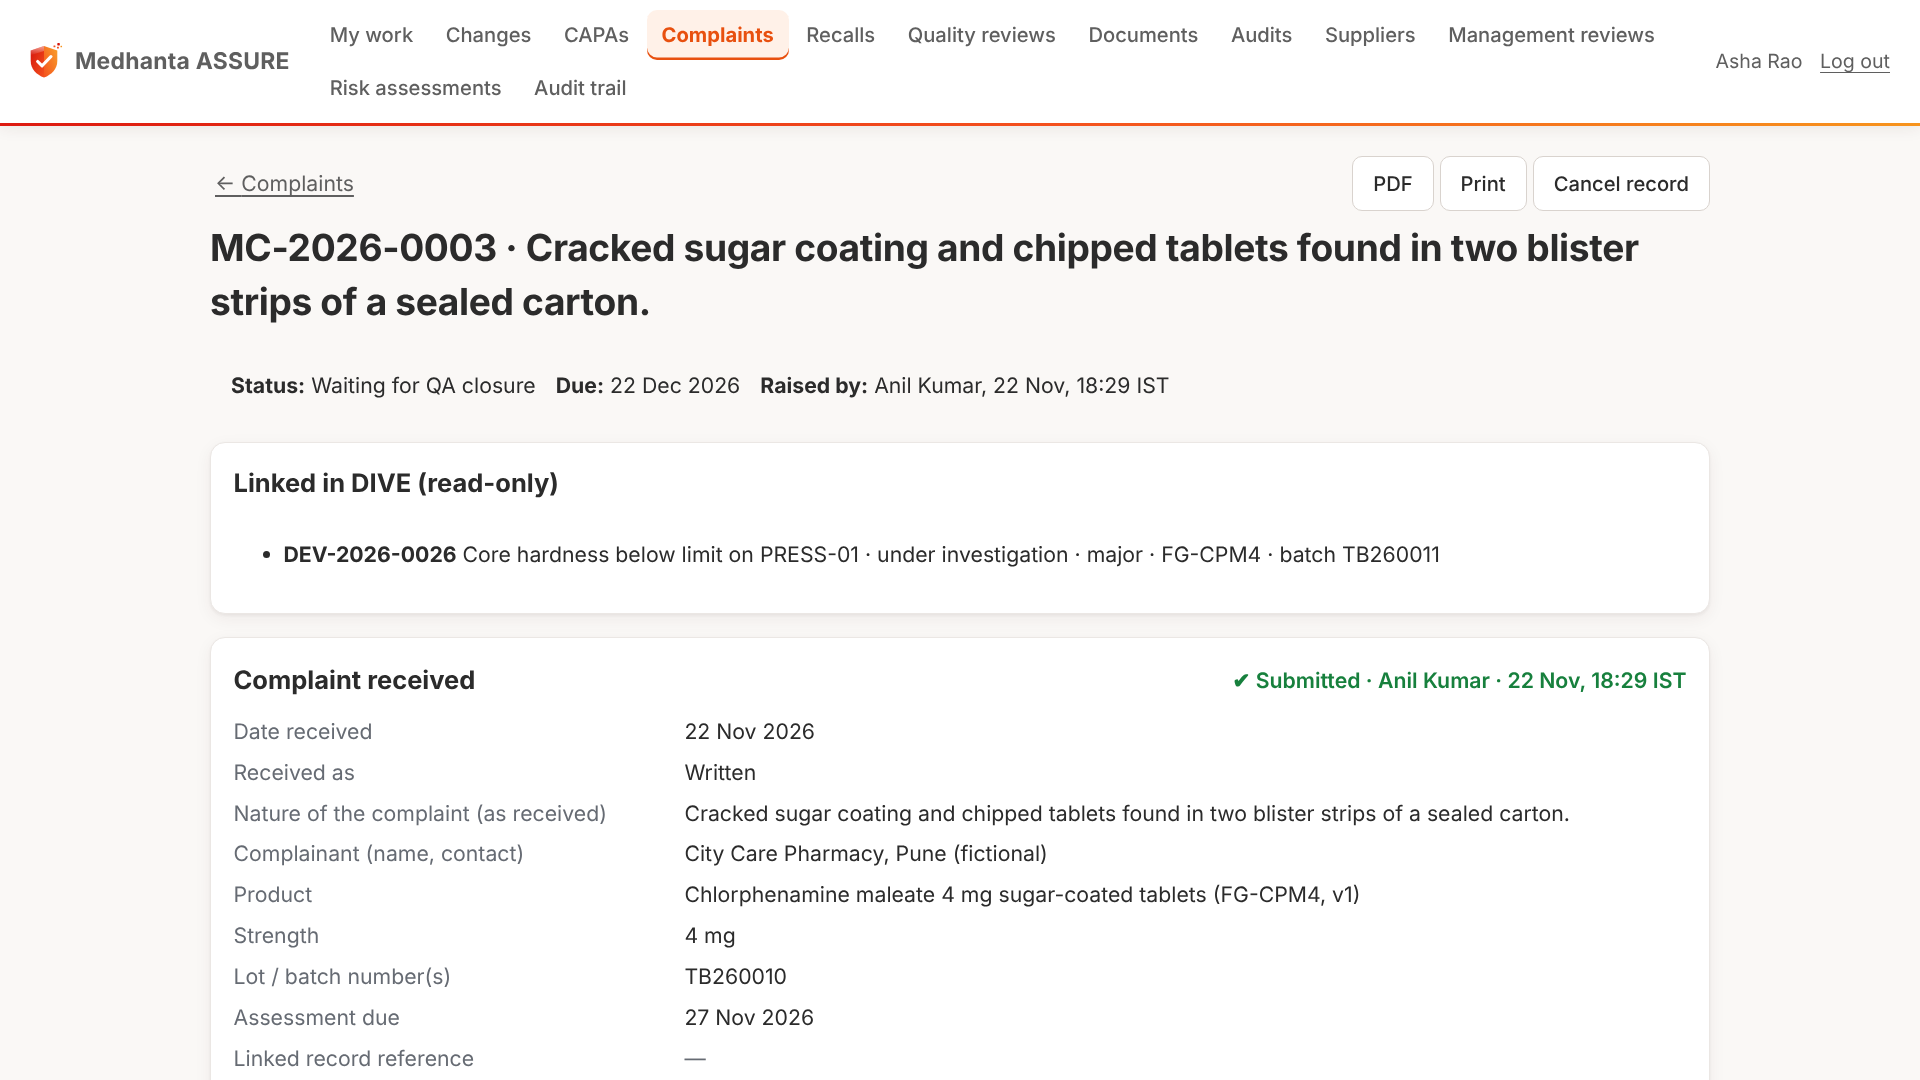 Medhanta ASSURE
My work Changes CAPAs Complaints Recalls Quality reviews Documents Audits Suppliers Management reviews
Risk assessments Audit trail
Asha Rao Log out
← Complaints
PDF Print Cancel record
MC-2026-0003 · Cracked sugar coating and chipped tablets found in two blister
strips of a sealed carton.
Status: Waiting for QA closure Due: 22 Dec 2026 Raised by: Anil Kumar, 22 Nov, 18:29 IST
Linked in DIVE (read-only)
• DEV-2026-0026 Core hardness below limit on PRESS-01 · under investigation · major · FG-CPM4 · batch TB260011
Complaint received ✔ Submitted · Anil Kumar · 22 Nov, 18:29 IST
Date received 22 Nov 2026
Received as Written
Nature of the complaint (as received) Cracked sugar coating and chipped tablets found in two blister strips of a sealed carton.
Complainant (name, contact) City Care Pharmacy, Pune (fictional)
Product Chlorphenamine maleate 4 mg sugar-coated tablets (FG-CPM4, v1)
Strength 4 mg
Lot / batch number(s) TB260010
Assessment due 27 Nov 2026
Linked record reference —